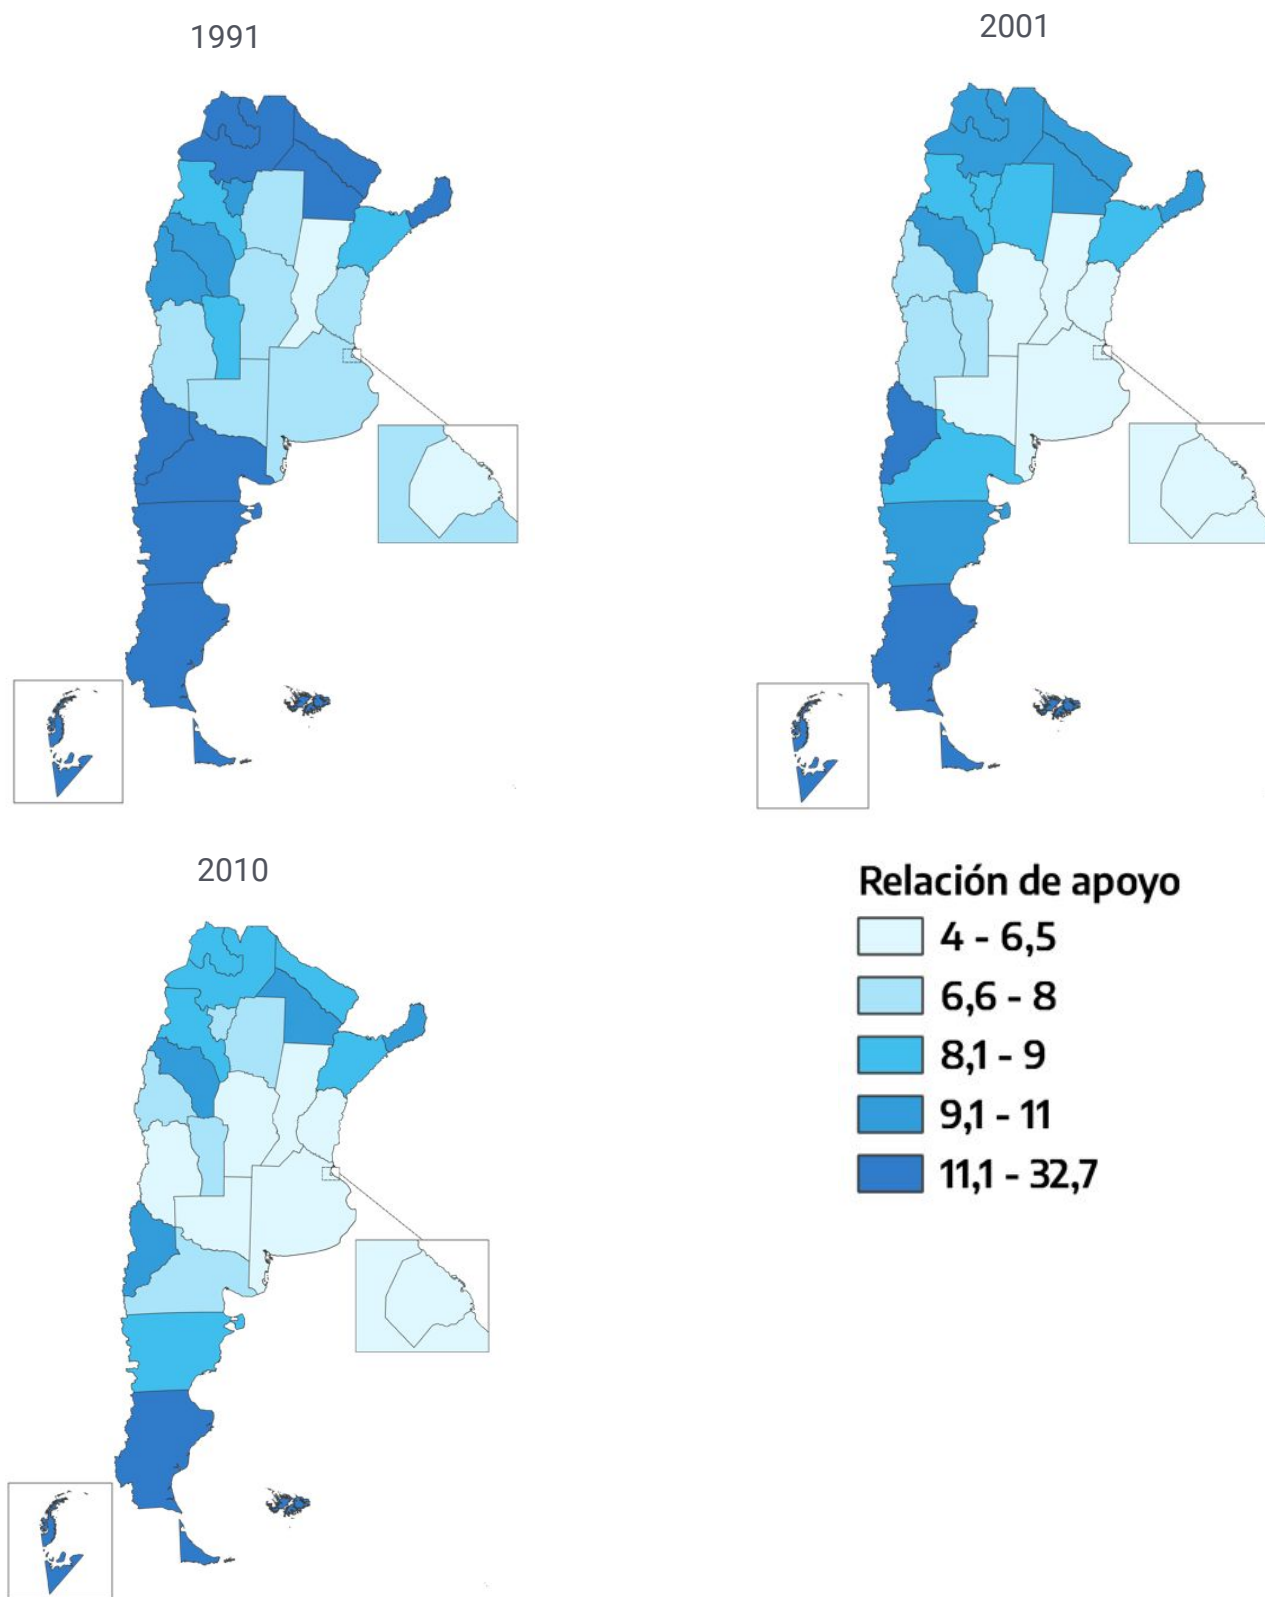 1991
2001
2010
Relación de apoyo
4 - 6,5
6,6 - 8
8,1 - 9
9,1 - 11
11,1 - 32,7